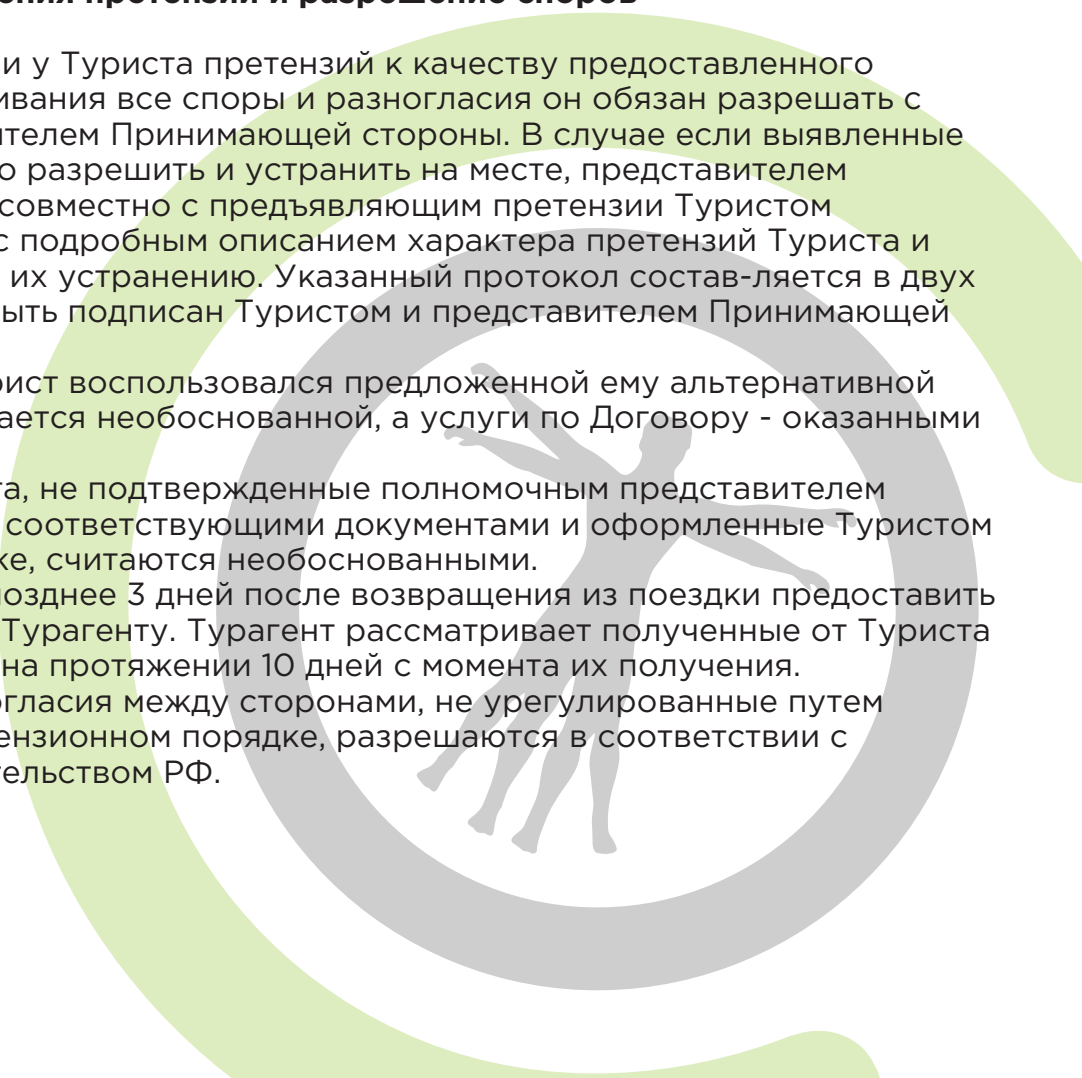 ения претензий и разрешение споров
и у Туриста претензий к качеству предоставленного
ивания все споры и разногласия он обязан разрешать с
ителем Принимающей стороны. В случае если выявленные
о разрешить и устранить на месте, представителем
совместно с предъявляющим претензии Туристом
с подробным описанием характера претензий Туриста и
их устранению. Указанный протокол состав-ляется в двух
ыть подписан Туристом и представителем Принимающей
рист воспользовался предложенной ему альтернативной
ается необоснованной, а услуги по Договору - оказанными
та, не подтвержденные полномочным представителем
соответствующими документами и оформленные Туристом
ке, считаются необоснованными.
позднее 3 дней после возвращения из поездки предоставить
Турагенту. Турагент рассматривает полученные от Туриста
на протяжении 10 дней с момента их получения.
огласия между сторонами, не урегулированные путем
ензионном порядке, разрешаются в соответствии с
тельством РФ.